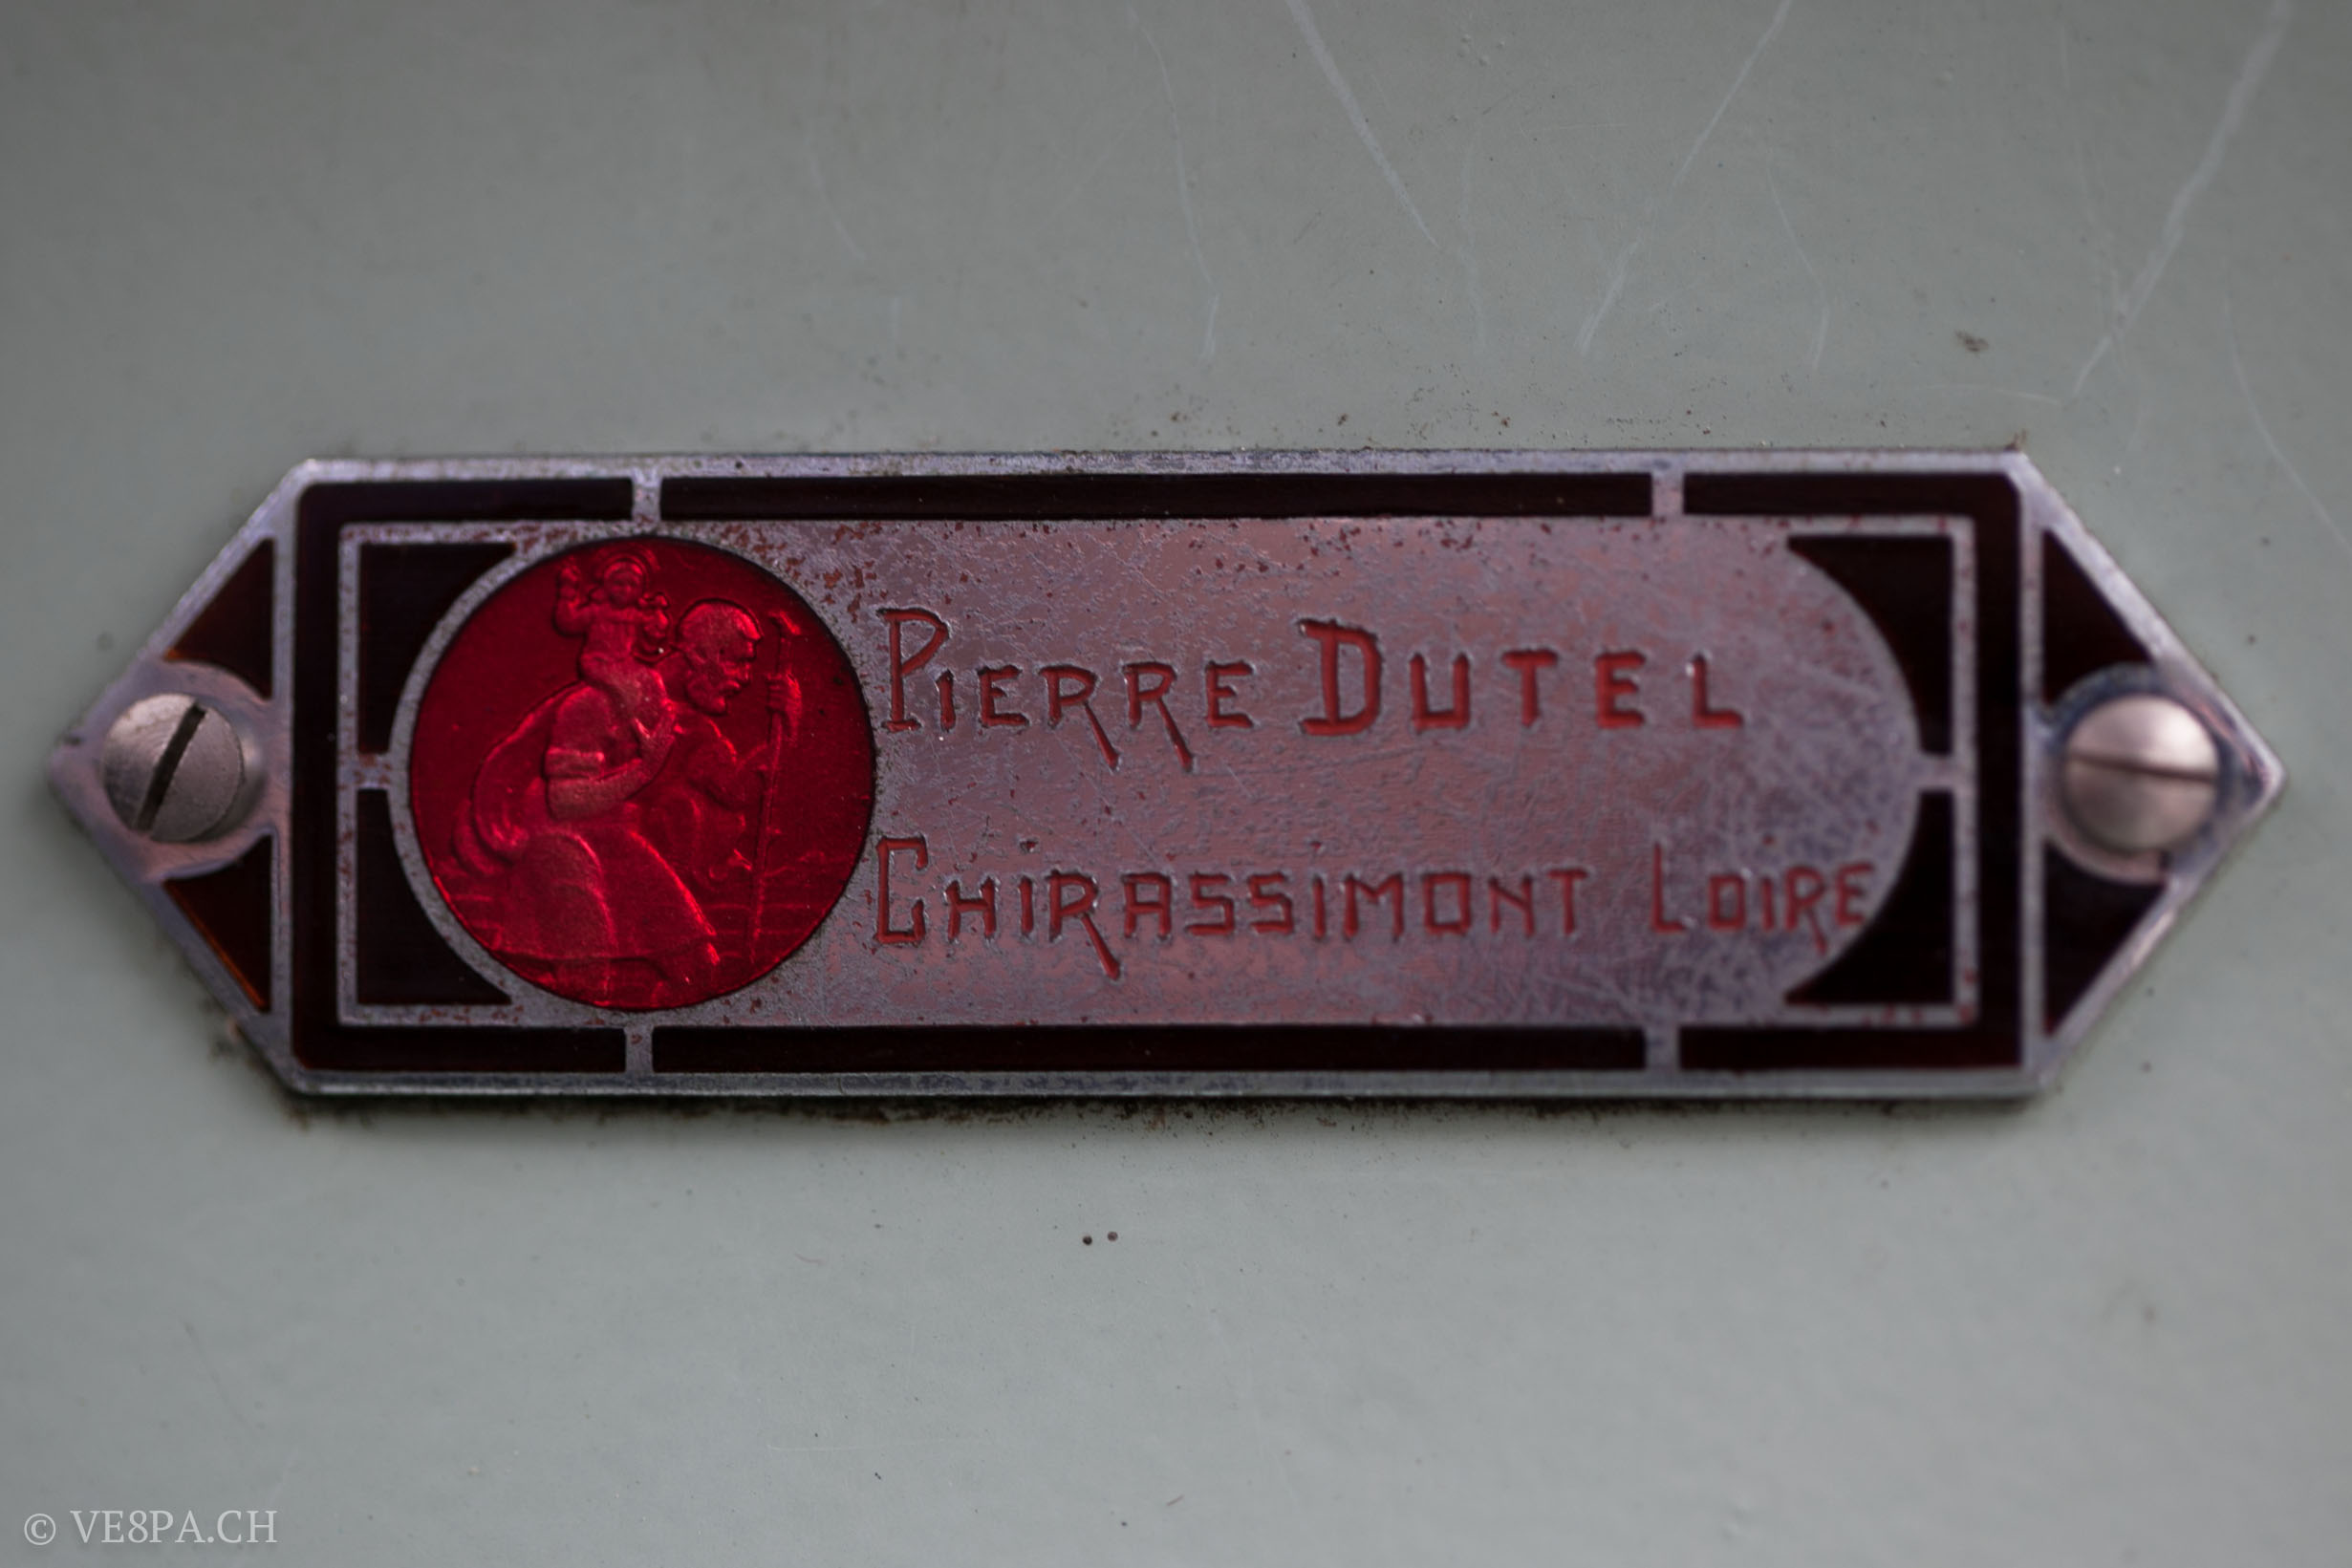 PIERRE DUTEL
CHIRASSIMONT LOIRE
© VE8PA.CH